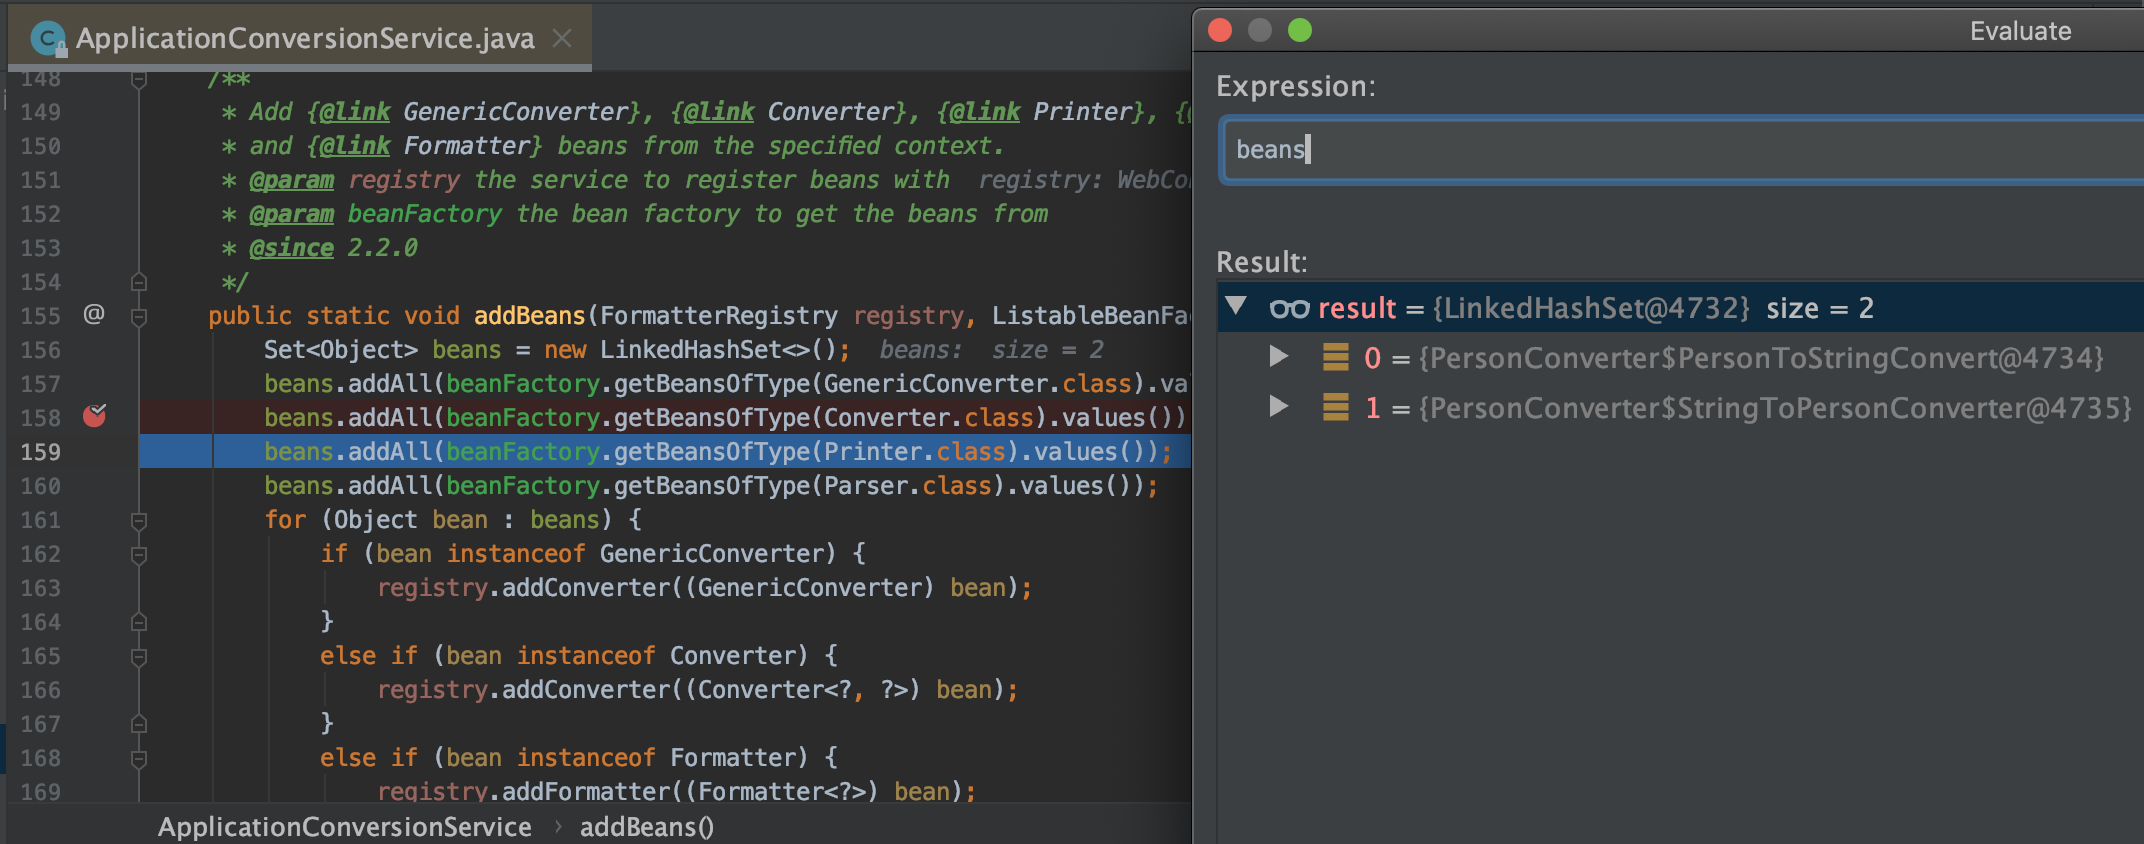 ApplicationConversionService.java
148 /**
149 * Add {@link GenericConverter}, {@link Converter}, {@link Printer}, {
150 * and {@link Formatter} beans from the specified context.
151 * @param registry the service to register beans with registry: WebCo
152 * @param beanFactory the bean factory to get the beans from
153 * @since 2.2.0
154 */
155 @ public static void addBeans(FormatterRegistry registry, ListableBeanFa
156 Set<Object> beans = new LinkedHashSet<>(); beans: size = 2
157 beans.addAll(beanFactory.getBeansOfType(GenericConverter.class).va
158 beans.addAll(beanFactory.getBeansOfType(Converter.class).values())
159 beans.addAll(beanFactory.getBeansOfType(Printer.class).values());
160 beans.addAll(beanFactory.getBeansOfType(Parser.class).values());
161 for (Object bean : beans) {
162 if (bean instanceof GenericConverter) {
163 registry.addConverter((GenericConverter) bean);
164 }
165 else if (bean instanceof Converter) {
166 registry.addConverter((Converter<?, ?>) bean);
167 }
168 else if (bean instanceof Formatter) {
169 registry.addFormatter((Formatter<?>) bean);
ApplicationConversionService › addBeans()
Evaluate
Expression:
beans
Result:
result = {LinkedHashSet@4732} size = 2
0 = {PersonConverter$PersonToStringConvert@4734}
1 = {PersonConverter$StringToPersonConverter@4735}